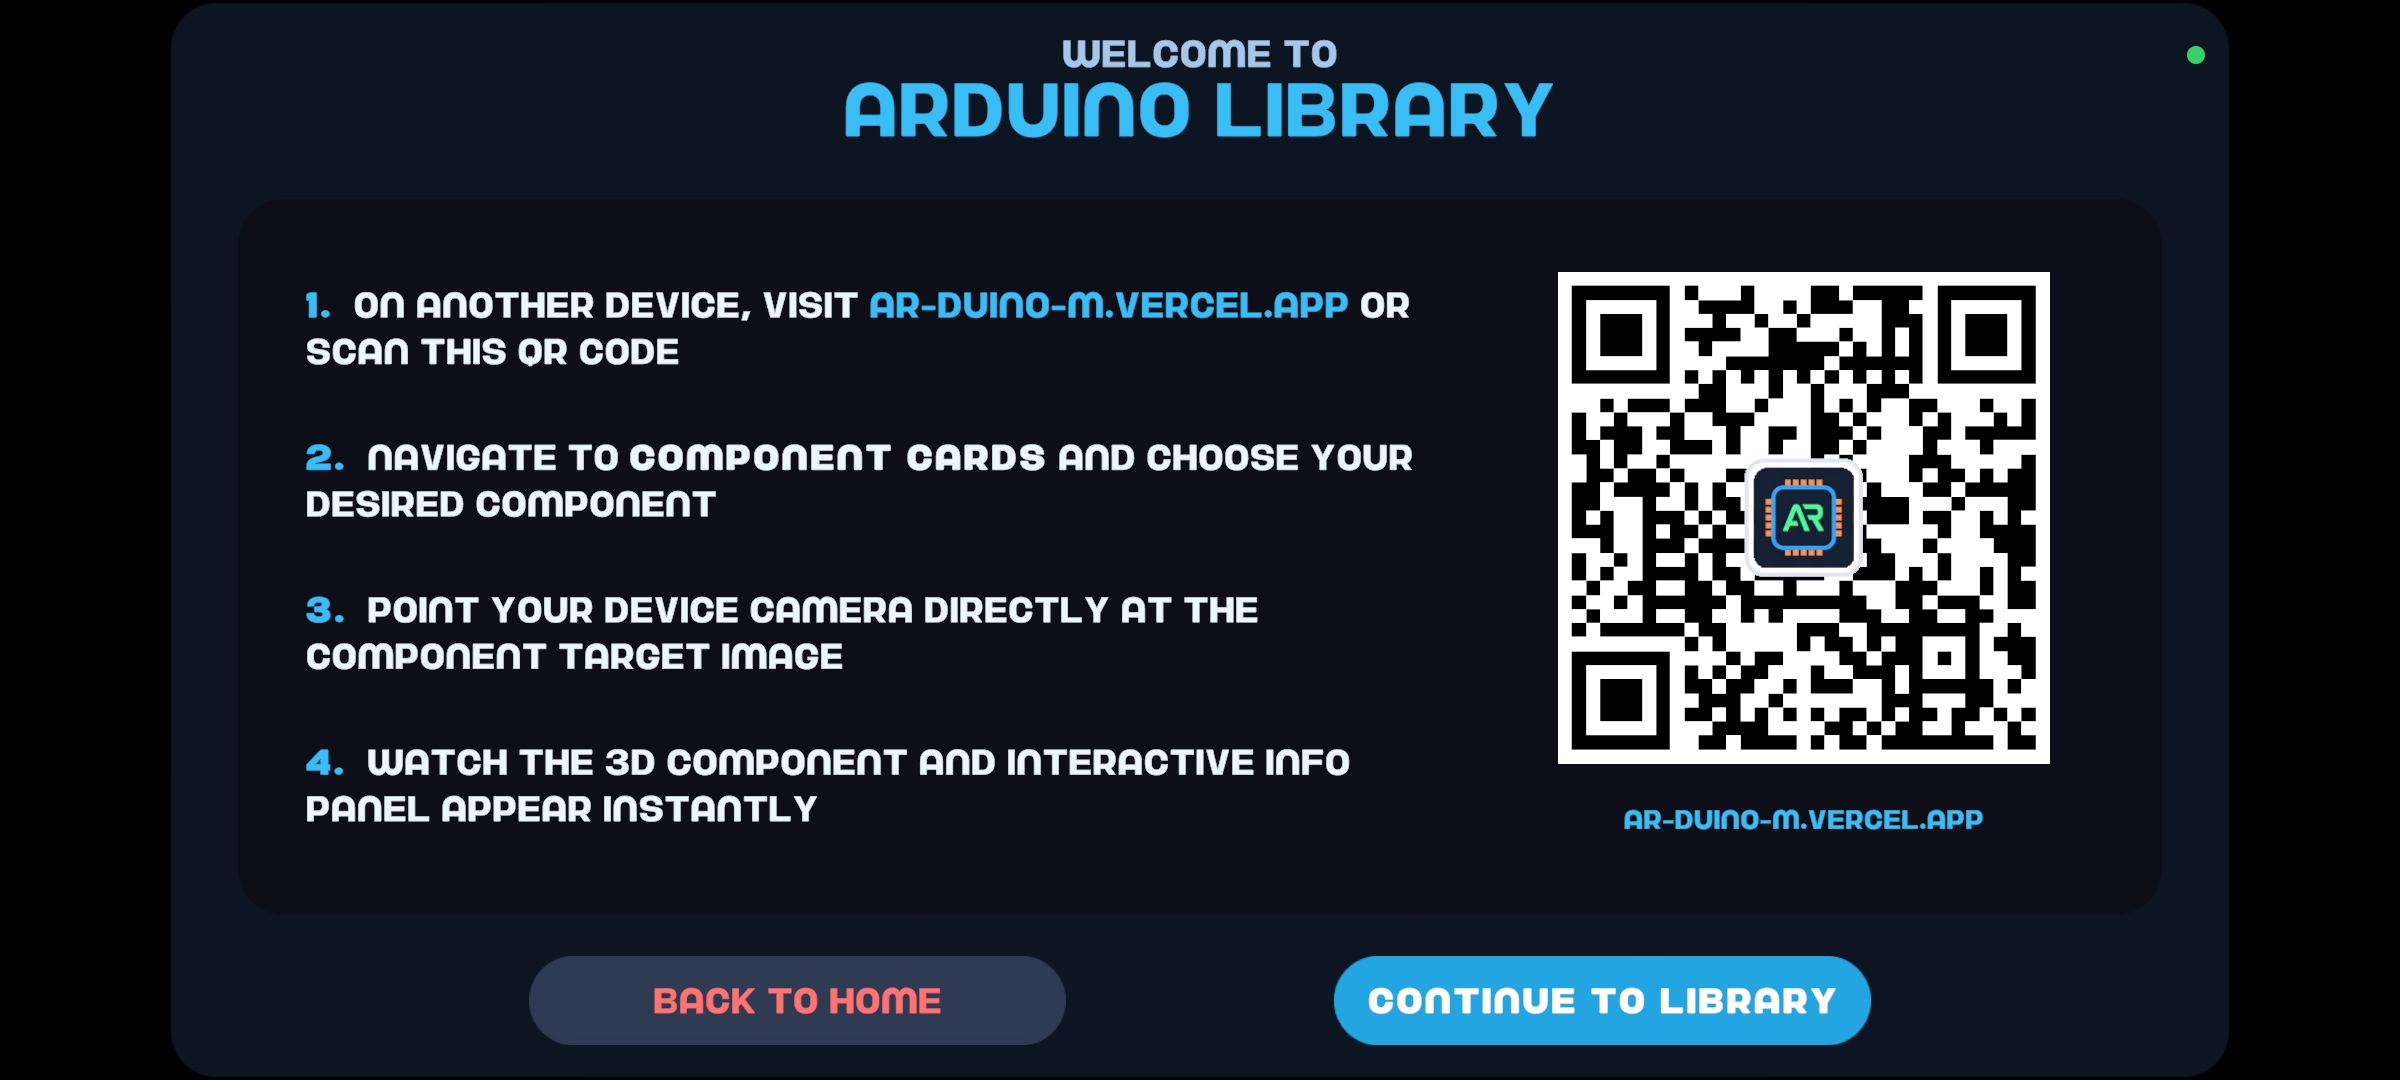 WELCOME TO
ARDUINO LIBRARY
1. ON ANOTHER DEVICE, VISIT AR-DUINO-M.VERCEL.APP OR
SCAN THIS QR CODE
2. NAVIGATE TO COMPONENT CARDS AND CHOOSE YOUR
DESIRED COMPONENT
3. POINT YOUR DEVICE CAMERA DIRECTLY AT THE
COMPONENT TARGET IMAGE
4. WATCH THE 3D COMPONENT AND INTERACTIVE INFO
PANEL APPEAR INSTANTLY
AR
AR-DUINO-M.VERCEL.APP
BACK TO HOME
CONTINUE TO LIBRARY